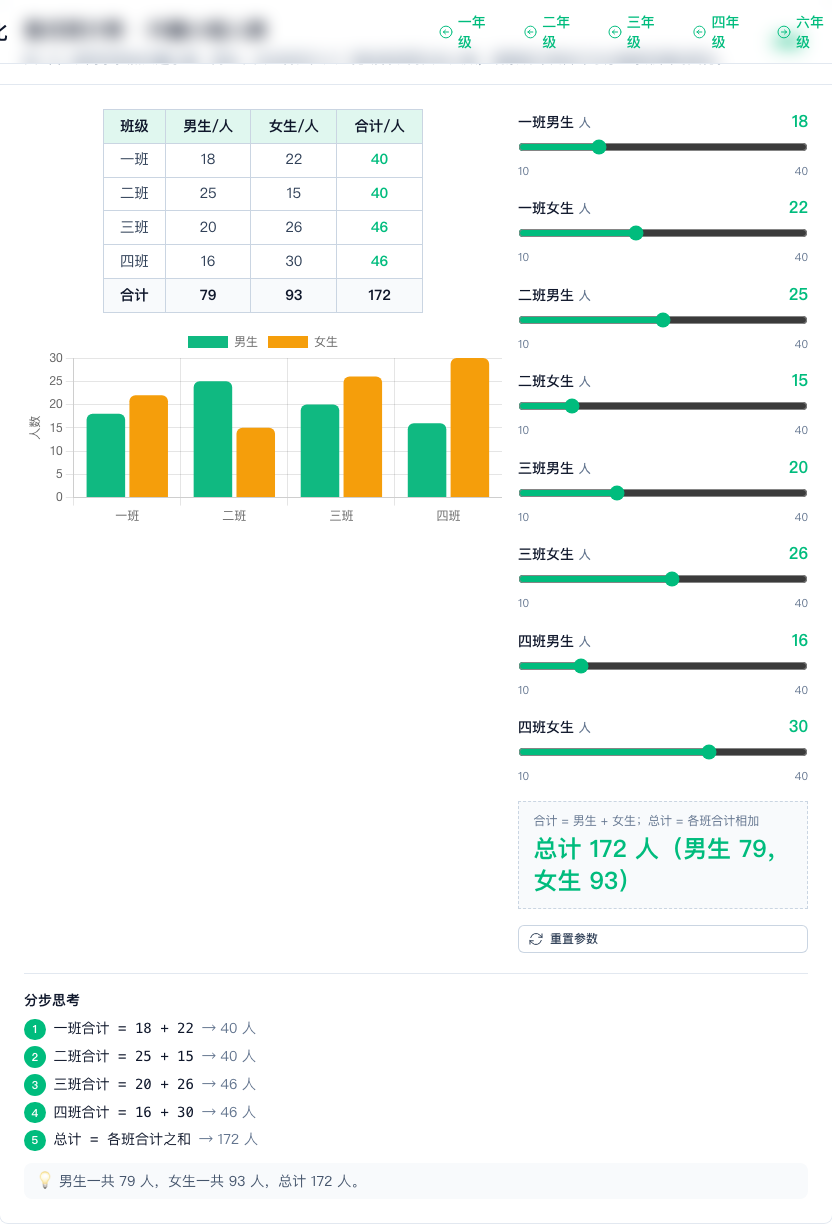 一年级
二年级
三年级
四年级
六年级
班级 男生/人 女生/人 合计/人
一班 18 22 40
二班 25 15 40
三班 20 26 46
四班 16 30 46
合计 79 93 172
男生 女生
人数
30
25
20
15
10
5
0
一班 二班 三班 四班
一班男生 人 18
10 40
一班女生 人 22
10 40
二班男生 人 25
10 40
二班女生 人 15
10 40
三班男生 人 20
10 40
三班女生 人 26
10 40
四班男生 人 16
10 40
四班女生 人 30
10 40
合计 = 男生 + 女生；总计 = 各班合计相加
总计 172 人（男生 79，
女生 93）
重置参数
分步思考
1 一班合计 = 18 + 22 → 40 人
2 二班合计 = 25 + 15 → 40 人
3 三班合计 = 20 + 26 → 46 人
4 四班合计 = 16 + 30 → 46 人
5 总计 = 各班合计之和 → 172 人
💡 男生一共 79 人，女生一共 93 人，总计 172 人。